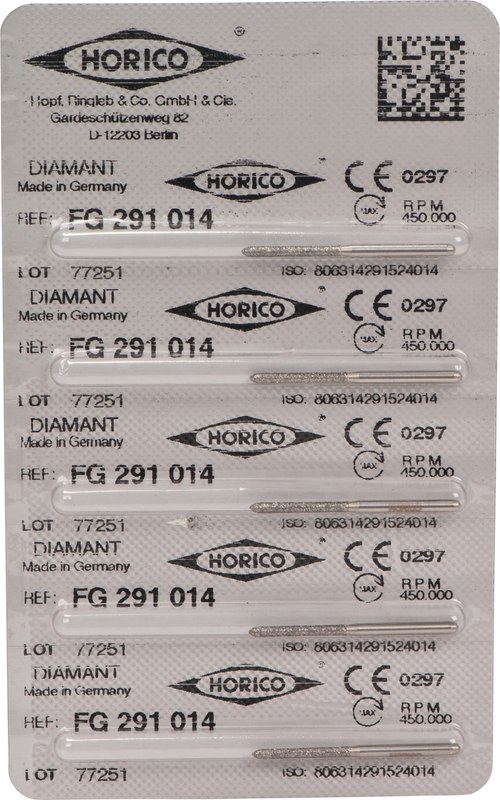 HORICO ®
Hopf, Ringleb & Co. GmbH & Cie.
Gardeschützenweg 82
D-12203 Berlin
DIAMANT
Made in Germany
HORICO ®
CE 0297
REF: FG 291 014
MAX
RPM
450.000
LOT 77251
ISO: 806314291524014
DIAMANT
Made in Germany
HORICO ®
CE 0297
REF: FG 291 014
MAX
RPM
450.000
LOT 77251
ISO: 806314291524014
DIAMANT
Made in Germany
HORICO ®
CE 0297
REF: FG 291 014
MAX
RPM
450.000
LOT 77251
ISO: 806314291524014
DIAMANT
Made in Germany
HORICO ®
CE 0297
REF: FG 291 014
MAX
RPM
450.000
LOT 77251
ISO: 806314291524014
DIAMANT
Made in Germany
HORICO ®
CE 0297
REF: FG 291 014
MAX
RPM
450.000
LOT 77251
ISO: 806314291524014